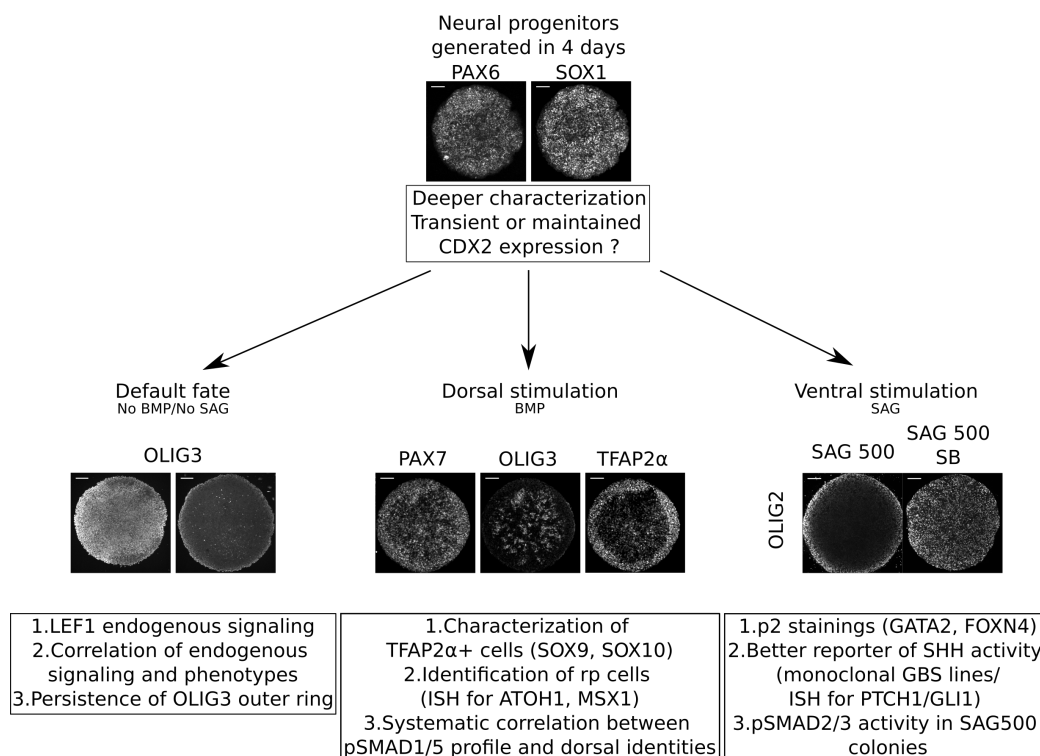 Neural progenitors
generated in 4 days
PAX6 SOX1
Deeper characterization
Transient or maintained
CDX2 expression ?
Default fate
No BMP/No SAG
OLIG3
1.LEF1 endogenous signaling
2.Correlation of endogenous
signaling and phenotypes
3.Persistence of OLIG3 outer ring
Dorsal stimulation
BMP
PAX7 OLIG3 TFAP2α
1.Characterization of
TFAP2α+ cells (SOX9, SOX10)
2.Identification of rp cells
(ISH for ATOH1, MSX1)
3.Systematic correlation between
pSMAD1/5 profile and dorsal identities
Ventral stimulation
SAG
SAG 500
SAG 500
SB
OLIG2
1.p2 stainings (GATA2, FOXN4)
2.Better reporter of SHH activity
(monoclonal GBS lines/
ISH for PTCH1/GLI1)
3.pSMAD2/3 activity in SAG500
colonies